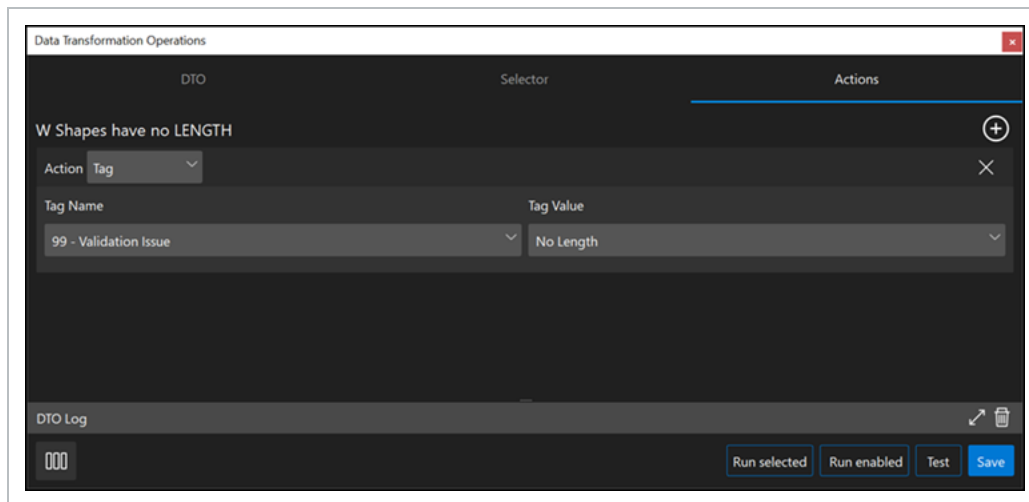 Data Transformation Operations
DTO Selector Actions
W Shapes have no LENGTH
Action Tag
Tag Name Tag Value
99 - Validation Issue No Length
DTO Log
Run selected Run enabled Test Save